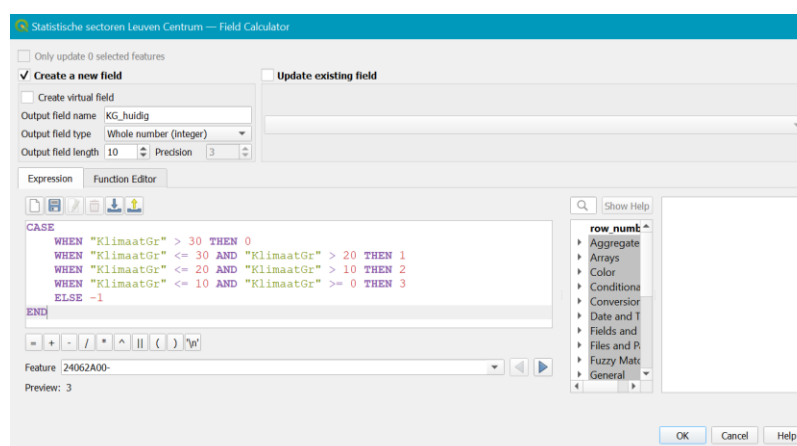 Statistische sectoren Leuven Centrum — Field Calculator
Only update 0 selected features
Create a new field
Update existing field
Create virtual field
Output field name KG_huidig
Output field type Whole number (integer)
Output field length 10 Precision 3
Expression Function Editor
Show Help
CASE
WHEN "KlimaatGr" > 30 THEN 0
WHEN "KlimaatGr" <= 30 AND "KlimaatGr" > 20 THEN 1
WHEN "KlimaatGr" <= 20 AND "KlimaatGr" > 10 THEN 2
WHEN "KlimaatGr" <= 10 AND "KlimaatGr" >= 0 THEN 3
ELSE -1
END
row_numb
Aggregate
Arrays
Color
Conditiona
Conversior
Date and T
Fields and
Files and Pa
Fuzzy Matc
General
= + - / * ^ || ( ) '\n'
Feature 24062A00-
Preview: 3
OK Cancel Help